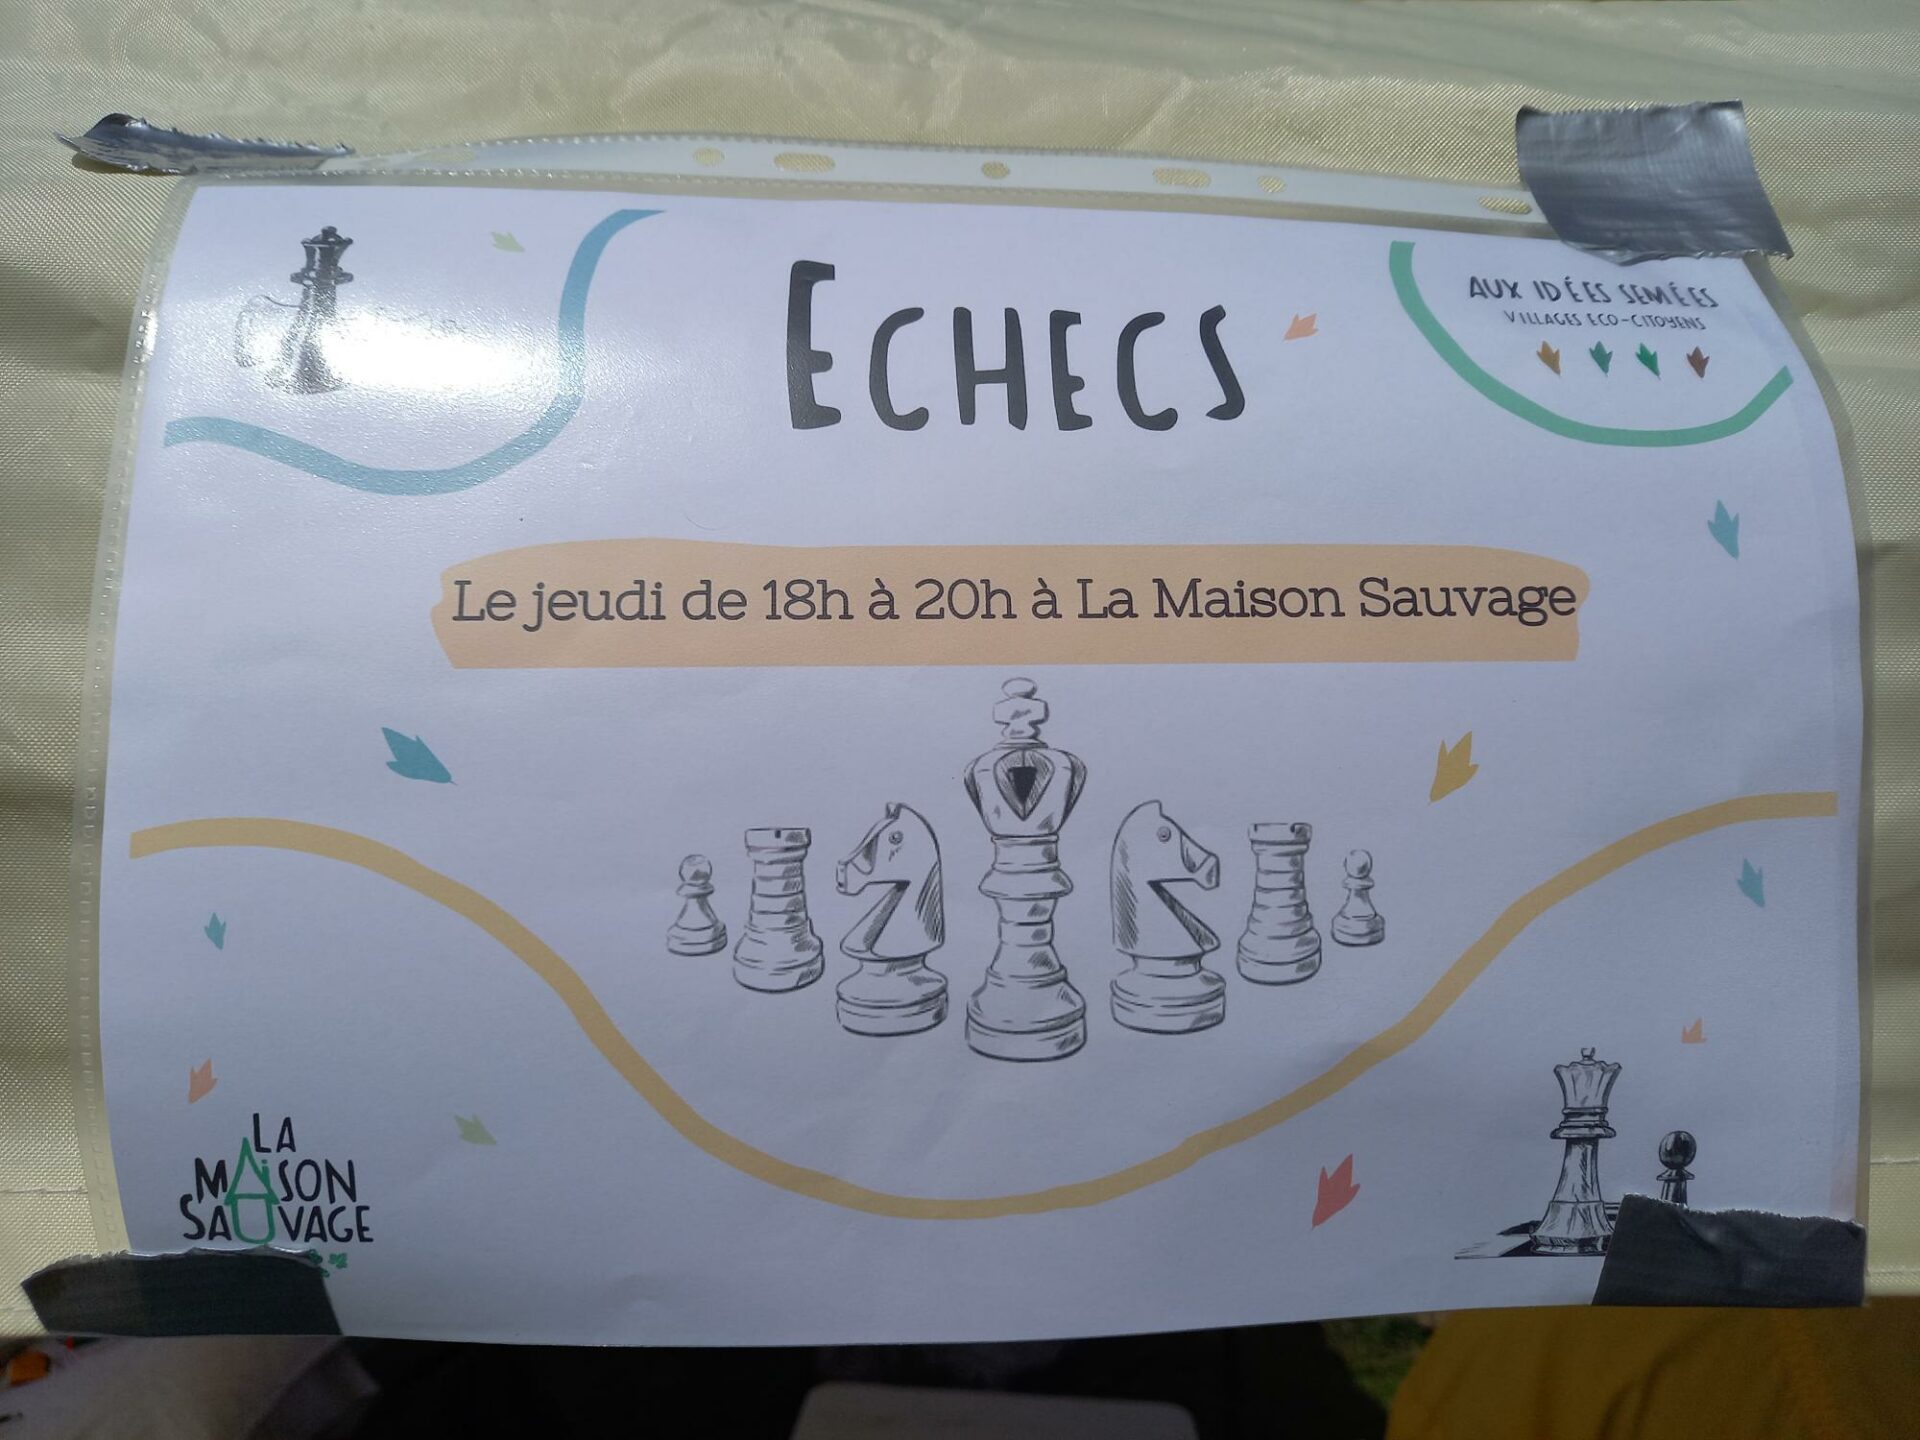 ECHECS
AUX IDÉES SEMÉES
VILLAGES ECO-CITOYENS
Le jeudi de 18h à 20h à La Maison Sauvage
LA
MAISON
SAUVAGE